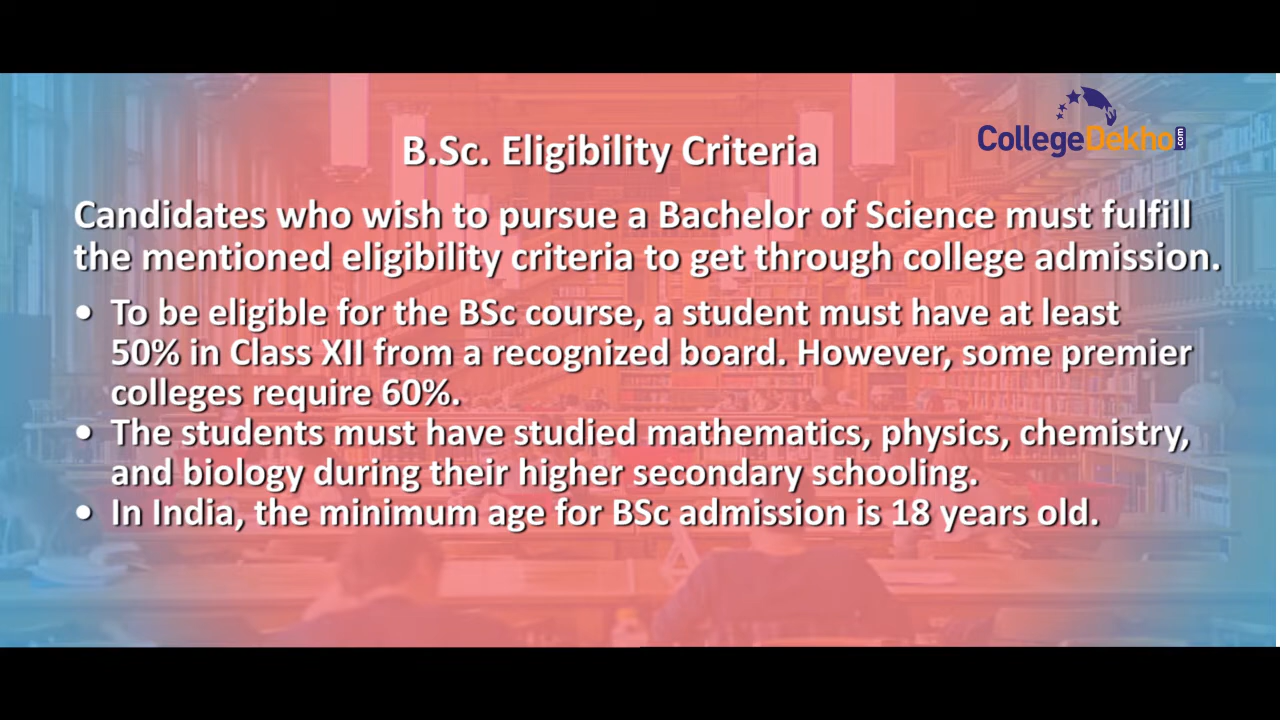 CollegeDekho.com
B.Sc. Eligibility Criteria
Candidates who wish to pursue a Bachelor of Science must fulfill
the mentioned eligibility criteria to get through college admission.
• To be eligible for the BSc course, a student must have at least
50% in Class XII from a recognized board. However, some premier
colleges require 60%.
• The students must have studied mathematics, physics, chemistry,
and biology during their higher secondary schooling.
• In India, the minimum age for BSc admission is 18 years old.